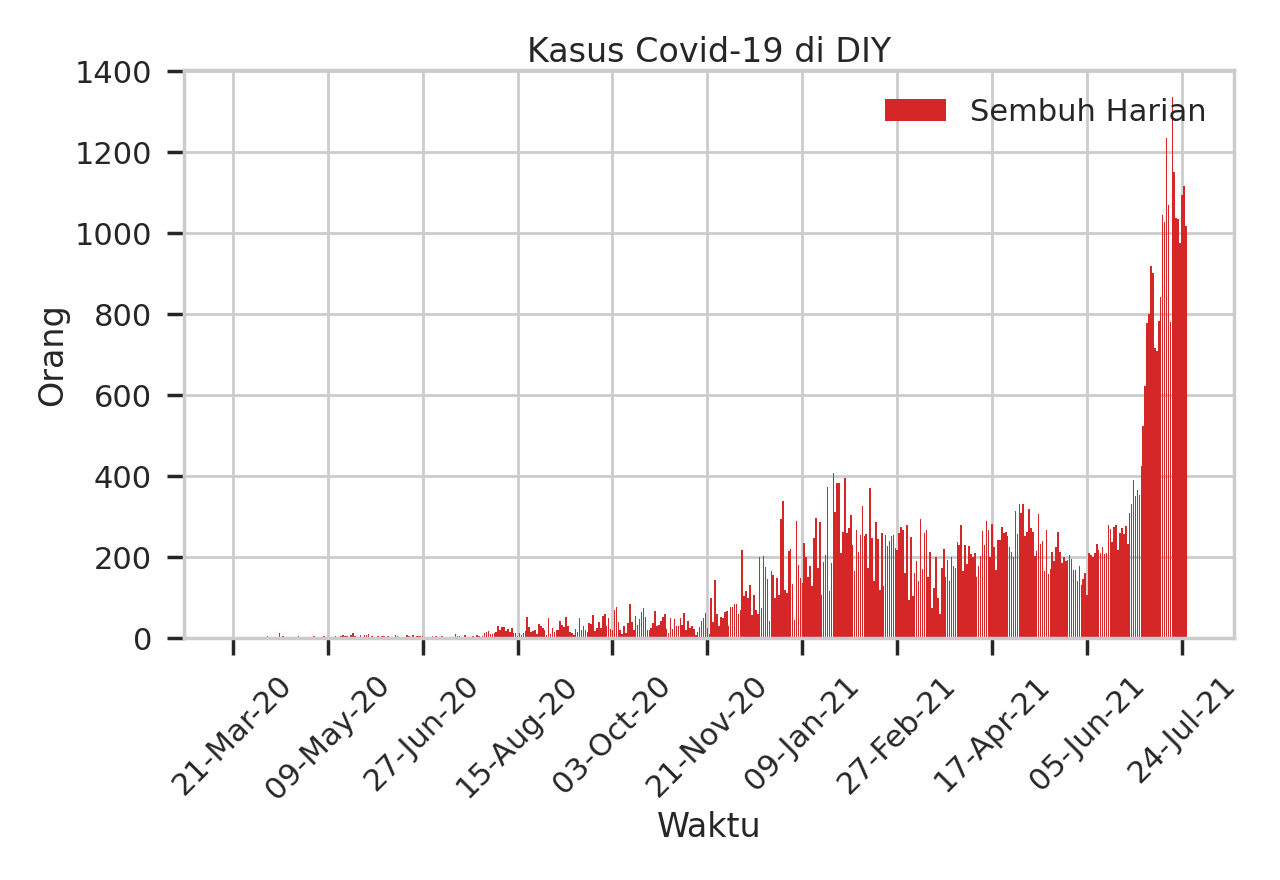 Kasus Covid-19 di DIY
Sembuh Harian
1400
1200
1000
800
600
400
200
0
Orang
21-Mar-20
09-May-20
27-Jun-20
15-Aug-20
03-Oct-20
21-Nov-20
09-Jan-21
27-Feb-21
17-Apr-21
05-Jun-21
24-Jul-21
Waktu